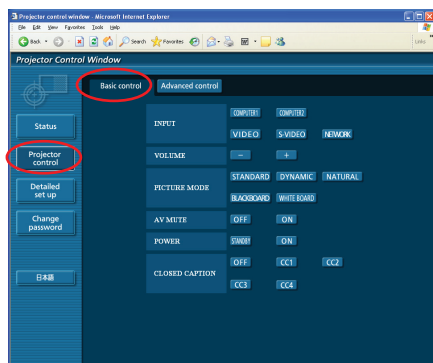 Projector control window - Microsoft Internet Explorer
File Edit View Favorites Tools Help
Back Search Favorites Links
Projector Control Window
Basic control Advanced control
Status
Projector control
Detailed set up
Change password
日本語
INPUT COMPUTER1 COMPUTER2
VIDEO S-VIDEO NETWORK
VOLUME - +
PICTURE MODE STANDARD DYNAMIC NATURAL
BLACKBOARD WHITE BOARD
AV MUTE OFF ON
POWER STANDBY ON
CLOSED CAPTION OFF CC1 CC2
CC3 CC4